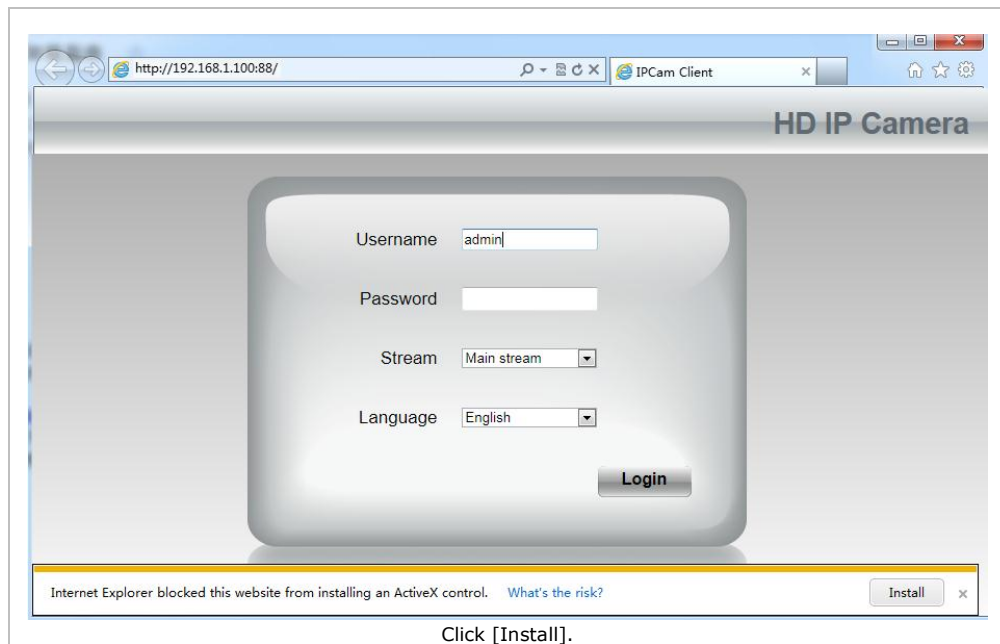 http://192.168.1.100:88/
IPCam Client
HD IP Camera
Username admin
Password
Stream Main stream
Language English
Login
Internet Explorer blocked this website from installing an ActiveX control. What's the risk? Install
Click [Install].